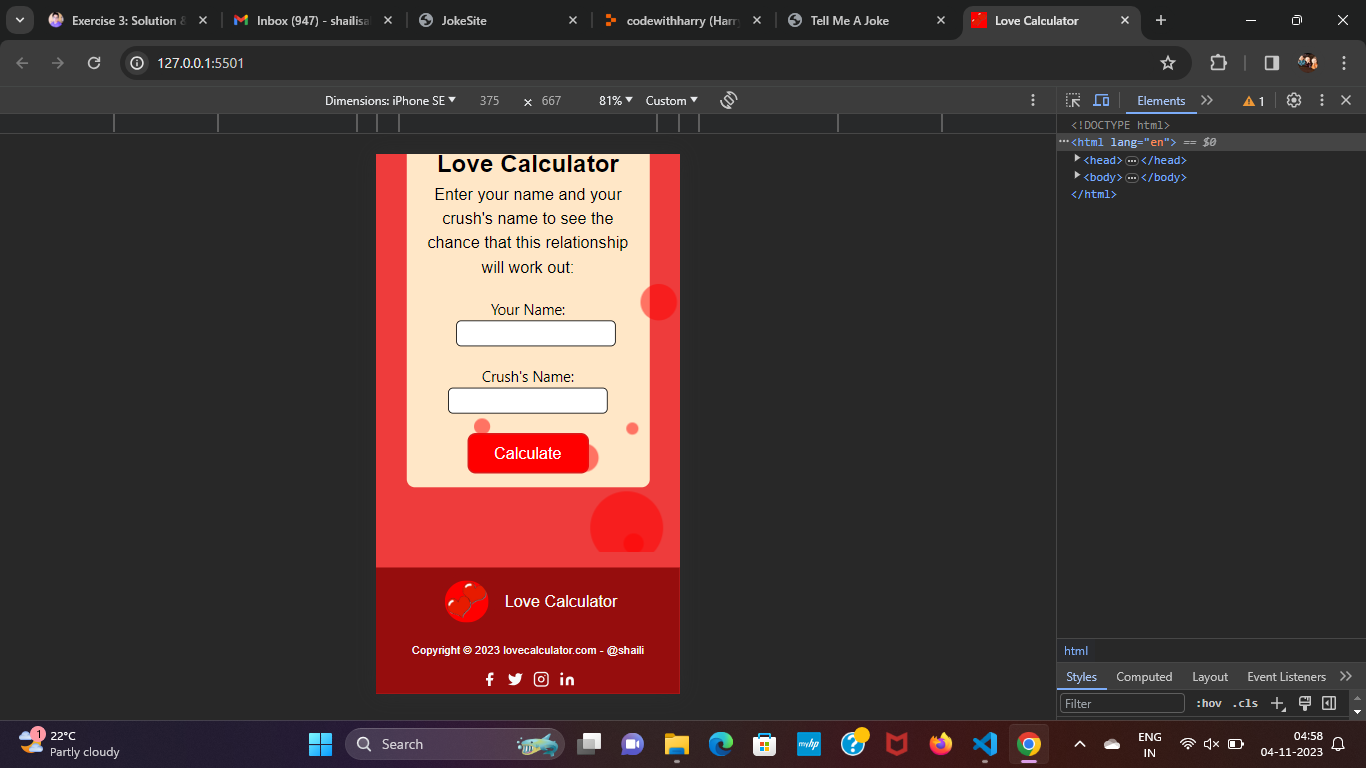 Exercise 3: Solution &
Inbox (947) - shailisa
JokeSite
codewithharry (Harr
Tell Me A Joke
Love Calculator
127.0.0.1:5501
Dimensions: iPhone SE
375
×
667
81%
Custom
Elements
1
<!DOCTYPE html>
<html lang="en"> == $0
<head> </head>
<body> </body>
</html>
Love Calculator
Enter your name and your
crush's name to see the
chance that this relationship
will work out:
Your Name:
Crush's Name:
Calculate
Love Calculator
Copyright © 2023 lovecalculator.com - @shaili
html
Styles
Computed
Layout
Event Listeners
Filter
:hov
.cls
1
22°C
Partly cloudy
Search
myhp
ENG
IN
04:58
04-11-2023